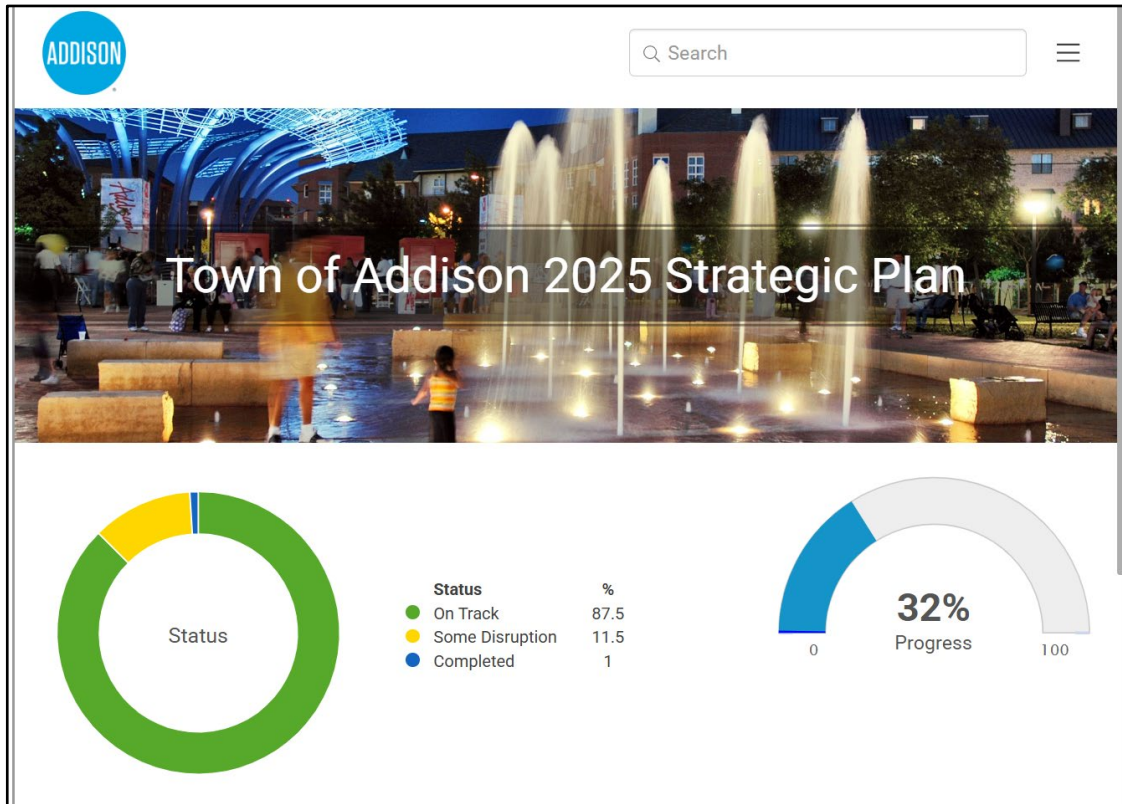 ADDISON
Search
Addison
Town of Addison 2025 Strategic Plan
Status
Status %
On Track 87.5
Some Disruption 11.5
Completed 1
32%
Progress
0
100